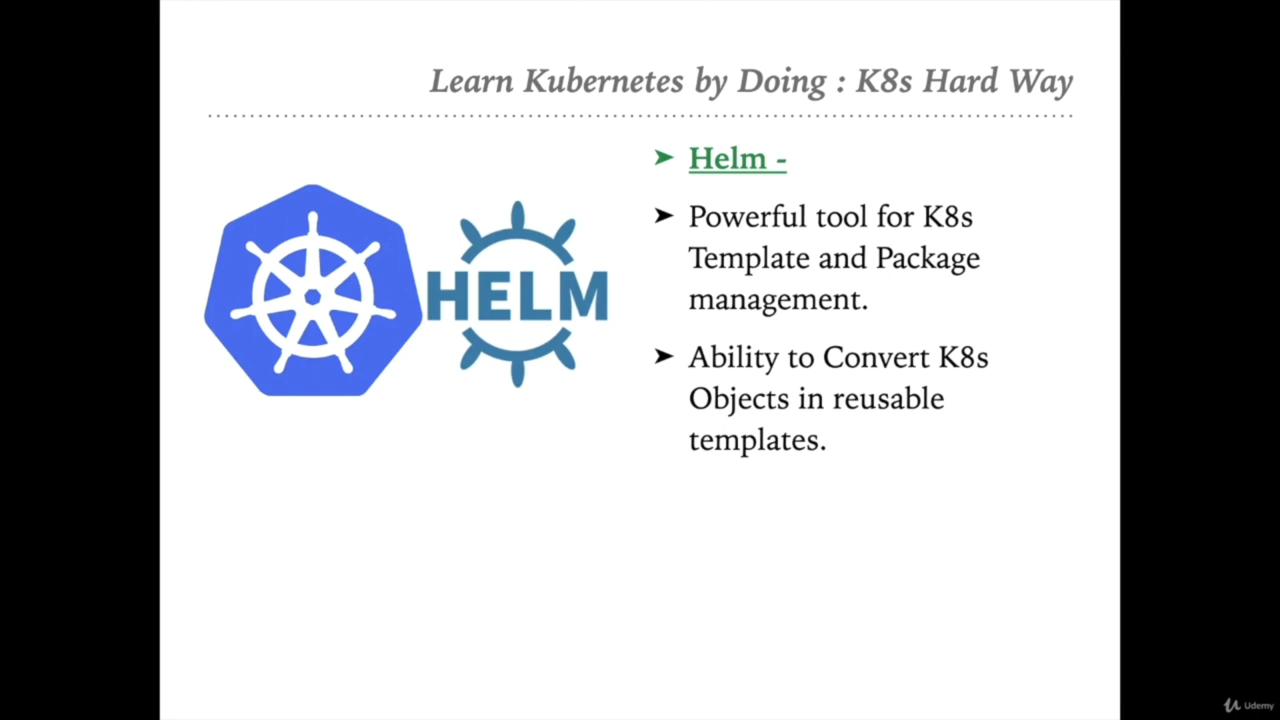 Learn Kubernetes by Doing : K8s Hard Way
➤ Helm -
➤ Powerful tool for K8s
Template and Package
management.
➤ Ability to Convert K8s
Objects in reusable
templates.
HELM
Udemy